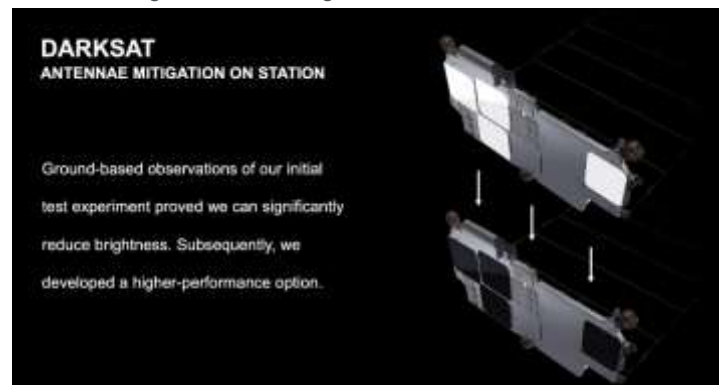 DARKSAT
ANTENNAE MITIGATION ON STATION
Ground-based observations of our initial
test experiment proved we can significantly
reduce brightness. Subsequently, we
developed a higher-performance option.